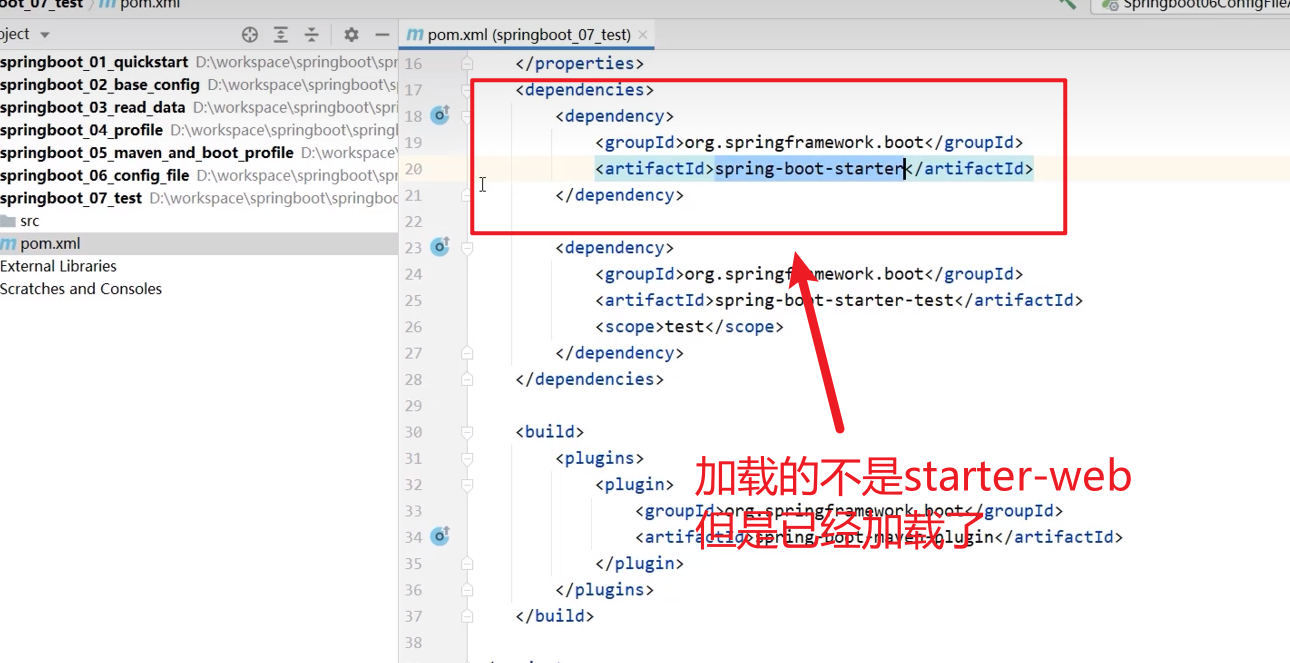 pom.xml
ject
pom.xml (springboot_07_test)
springboot_01_quickstart D:\workspace\springboot\spr
springboot_02_base_config D:\workspace\springboot\s
springboot_03_read_data D:\workspace\springboot\spri
springboot_04_profile D:\workspace\springboot\springl
springboot_05_maven_and_boot_profile D:\workspace\
springboot_06_config_file D:\workspace\springboot\spr
springboot_07_test D:\workspace\springboot\springboo
src
pom.xml
External Libraries
Scratches and Consoles
16 </properties>
17 <dependencies>
18 <dependency>
19 <groupId>org.springframework.boot</groupId>
20 <artifactId>spring-boot-starter</artifactId>
21 </dependency>
22
23 <dependency>
24 <groupId>org.springframework.boot</groupId>
25 <artifactId>spring-boot-starter-test</artifactId>
26 <scope>test</scope>
27 </dependency>
28 </dependencies>
29
30 <build>
31 <plugins>
32 <plugin>
33 <groupId>org.springframework.boot</groupId>
34 <artifactId>spring-boot-maven-plugin</artifactId>
35 </plugin>
36 </plugins>
37 </build>
38
加载的不是starter-web
但是已经加载了